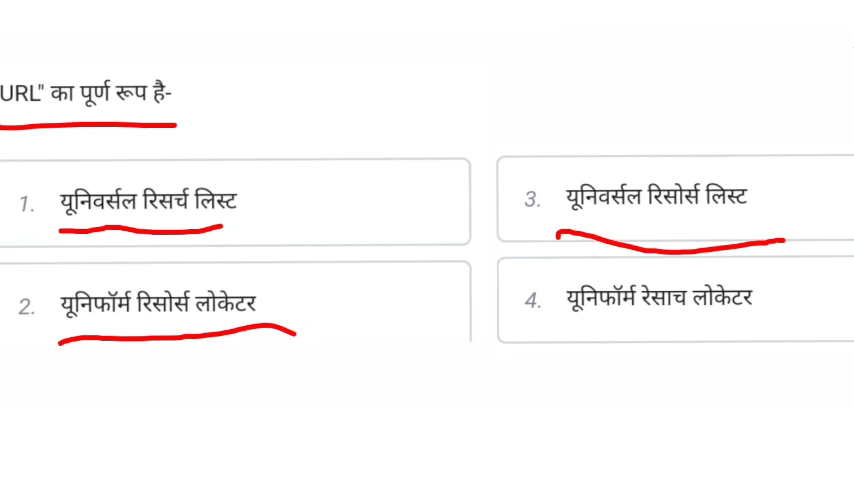 URL" का पूर्ण रूप है-
1. यूनिवर्सल रिसर्च लिस्ट
2. यूनिफॉर्म रिसोर्स लोकेटर
3. यूनिवर्सल रिसोर्स लिस्ट
4. यूनिफॉर्म रेसाच लोकेटर